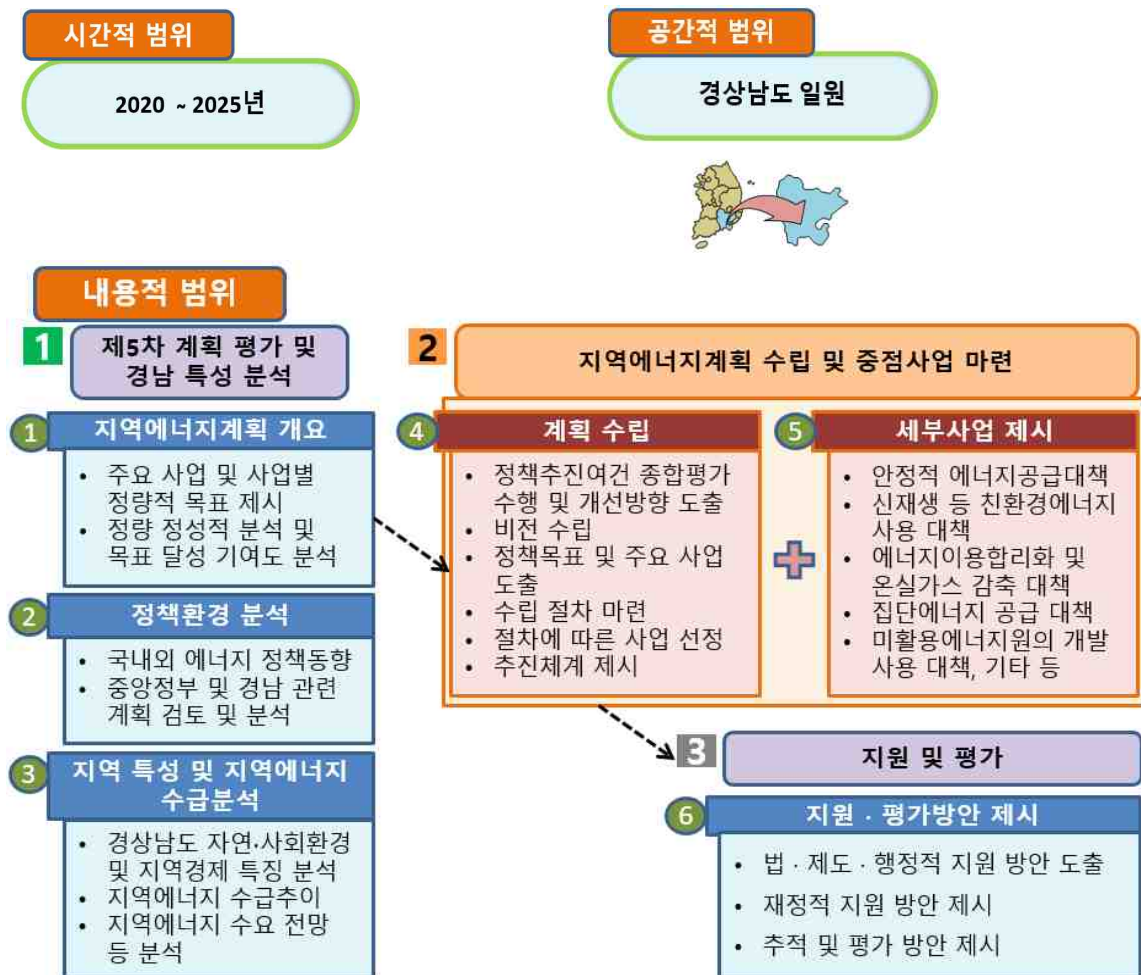 시간적 범위
2020 ~ 2025년
공간적 범위
경상남도 일원
내용적 범위
1
제5차 계획 평가 및
경남 특성 분석
1 지역에너지계획 개요
• 주요 사업 및 사업별
정량적 목표 제시
• 정량 정성적 분석 및
목표 달성 기여도 분석
2 정책환경 분석
• 국내외 에너지 정책동향
• 중앙정부 및 경남 관련
계획 검토 및 분석
3 지역 특성 및 지역에너지
수급분석
• 경상남도 자연·사회환경
및 지역경제 특징 분석
• 지역에너지 수급추이
• 지역에너지 수요 전망
등 분석
2
지역에너지계획 수립 및 중점사업 마련
4 계획 수립
• 정책추진여건 종합평가
수행 및 개선방향 도출
• 비전 수립
• 정책목표 및 주요 사업
도출
• 수립 절차 마련
• 절차에 따른 사업 선정
• 추진체계 제시
5 세부사업 제시
• 안정적 에너지공급대책
• 신재생 등 친환경에너지
사용 대책
• 에너지이용합리화 및
온실가스 감축 대책
• 집단에너지 공급 대책
• 미활용에너지원의 개발
사용 대책, 기타 등
3
지원 및 평가
6 지원 · 평가방안 제시
• 법 · 제도 · 행정적 지원 방안 도출
• 재정적 지원 방안 제시
• 추적 및 평가 방안 제시